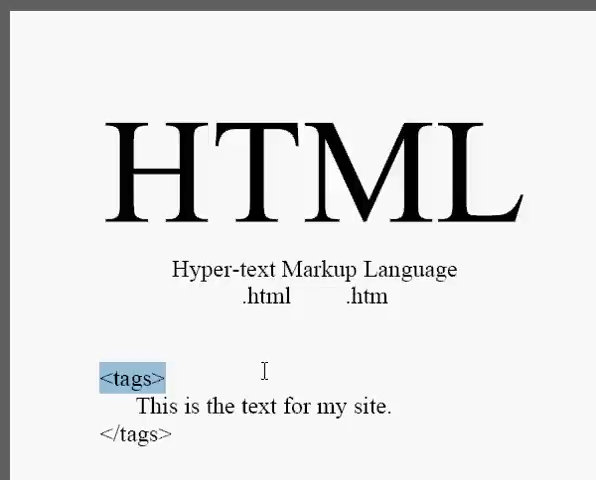 HTML
Hyper-text Markup Language
.html .htm
<tags>
This is the text for my site.
</tags>